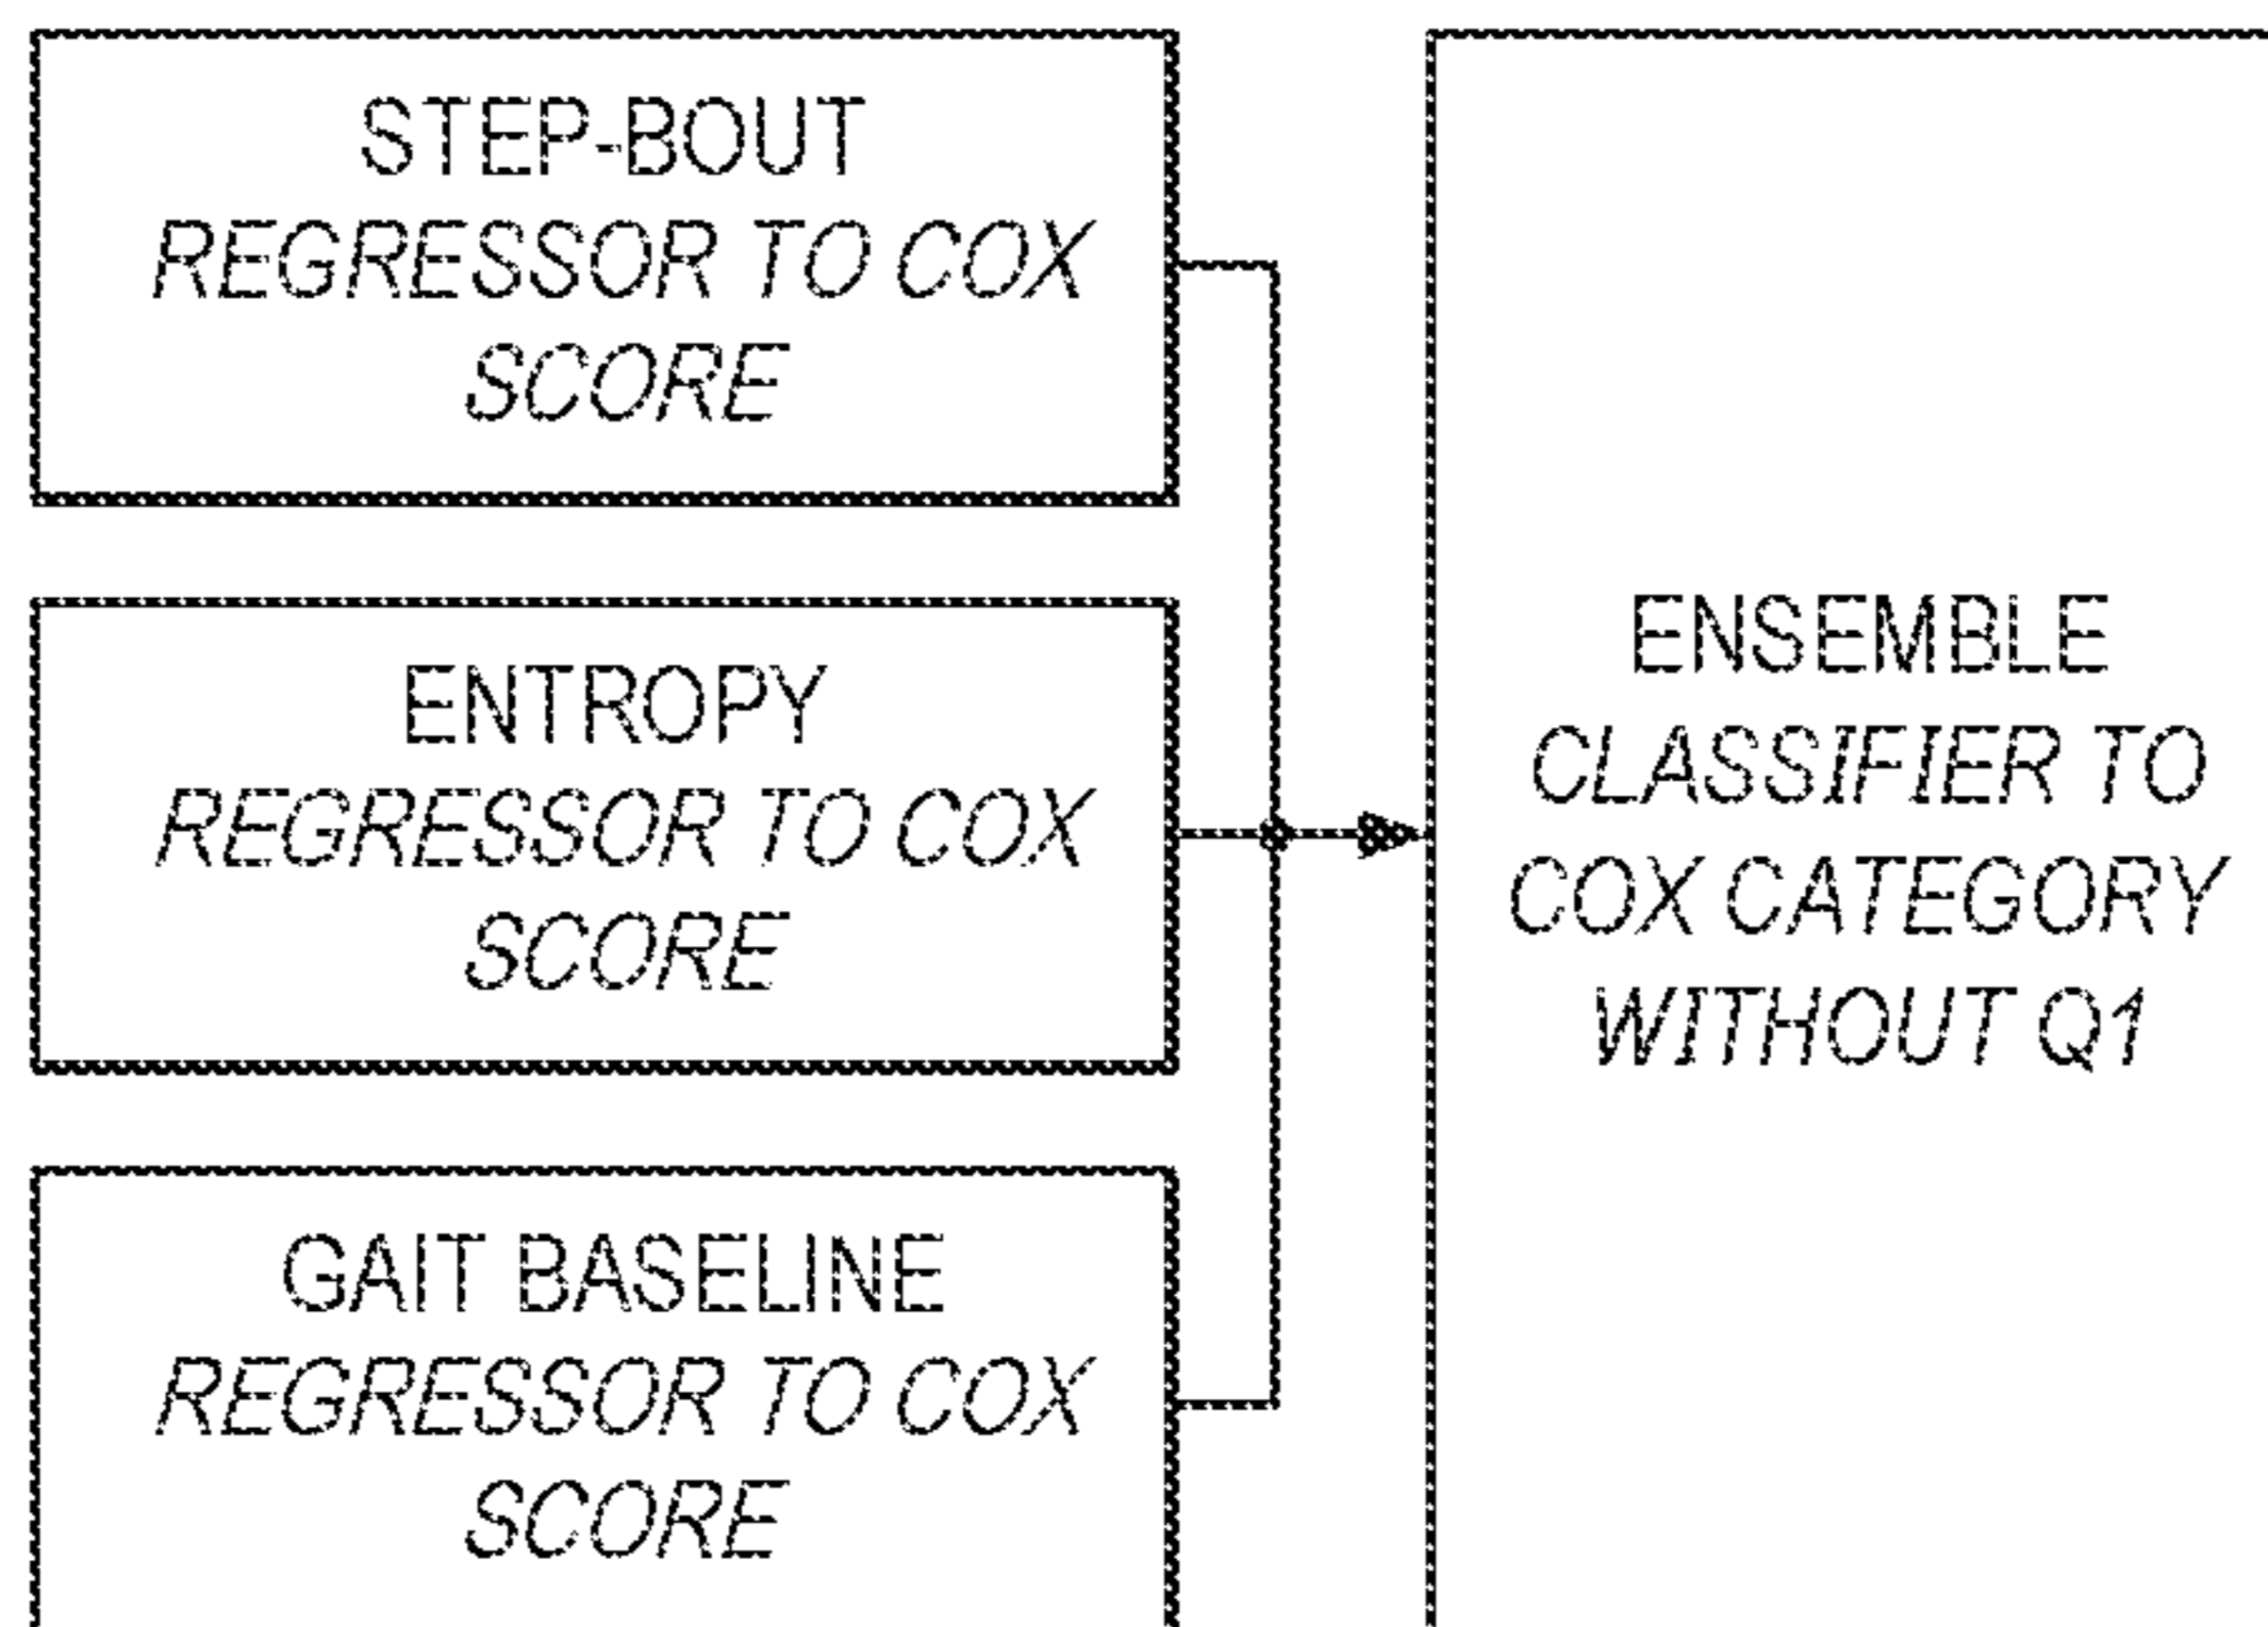 STEP-BOUT
REGRESSOR TO COX
SCORE
ENTROPY
REGRESSOR TO COX
SCORE
GAIT BASELINE
REGRESSOR TO COX
SCORE
ENSEMBLE
CLASSIFIER TO
COX CATEGORY
WITHOUT Q1